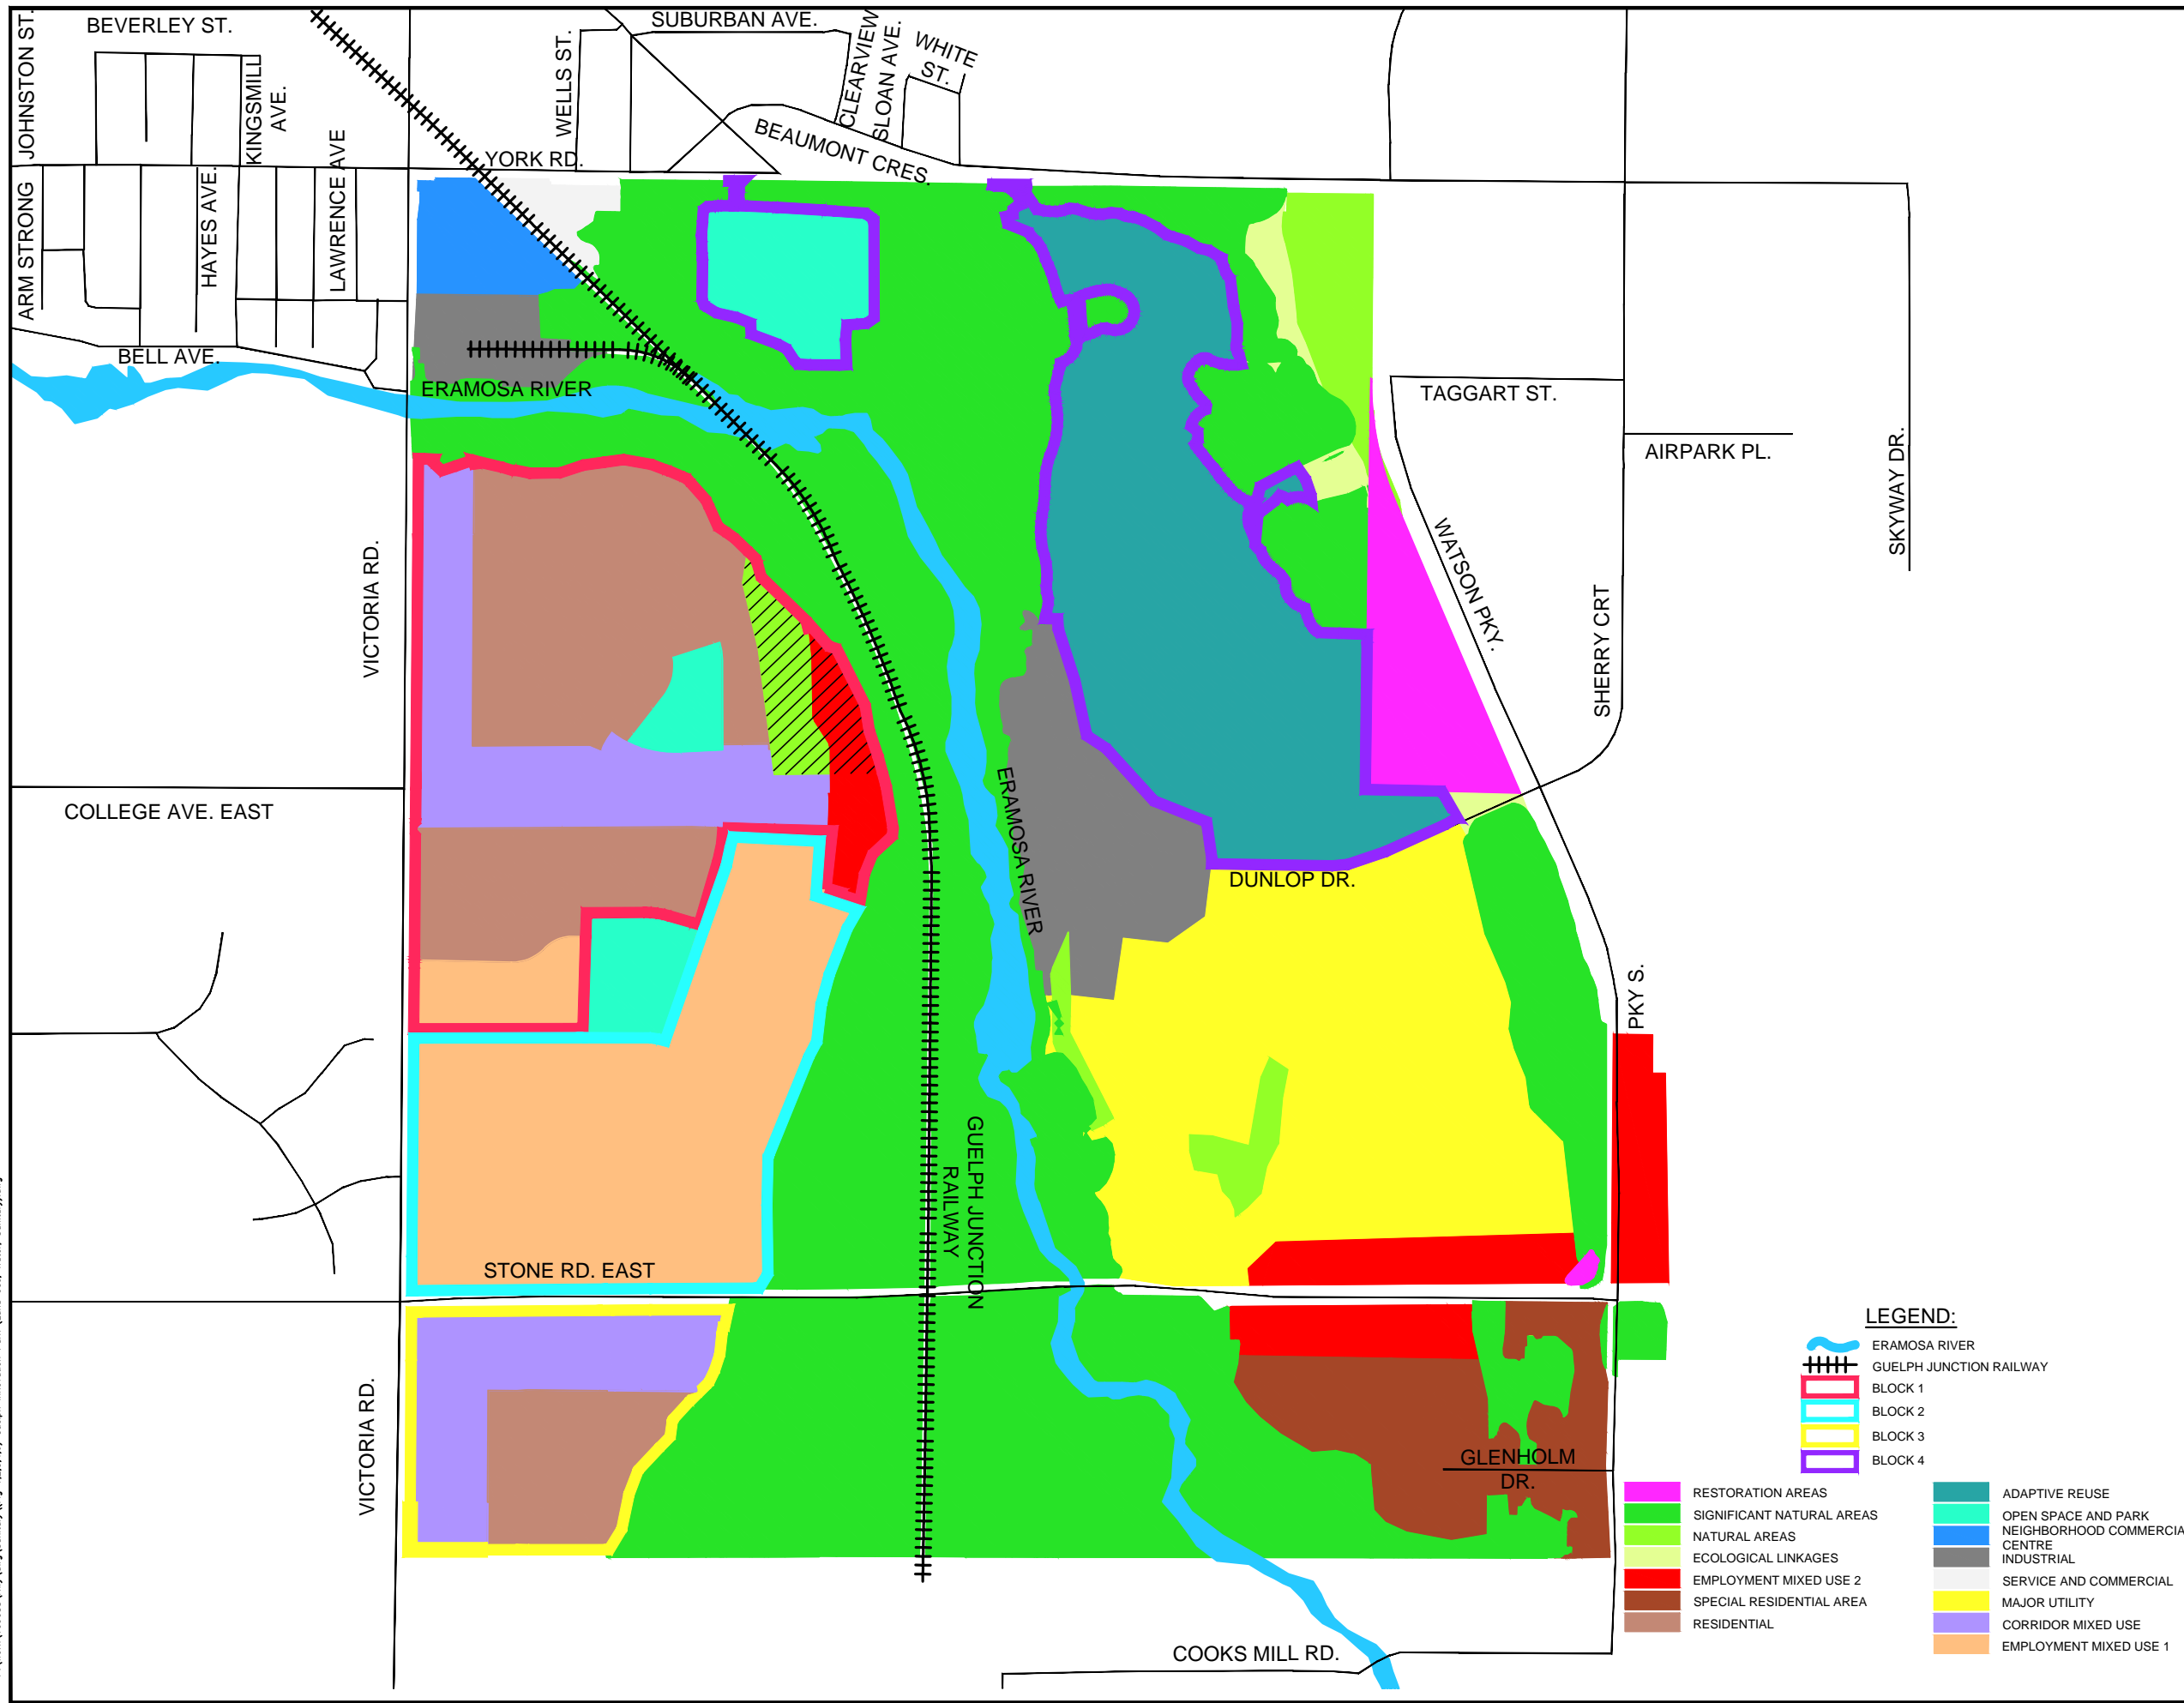 BEVERLEY ST.
SUBURBAN AVE.
JOHNSTON ST.
KINGSMILL
AVE.
WELLS ST.
CLEARVIEW
SLOAN AVE.
WHITE
ST.
BEAUMONT CRES.
YORK RD.
ARM STRONG
HAYES AVE.
LAWRENCE AVE
BELL AVE.
ERAMOSA RIVER
TAGGART ST.
AIRPARK PL.
SKYWAY DR.
WATSON PKY.
SHERRY CRT
VICTORIA RD.
COLLEGE AVE. EAST
ERAMOSA RIVER
DUNLOP DR.
PKY S.
GUELPH JUNCTION
RAILWAY
STONE RD. EAST
VICTORIA RD.
GLENHOLM
DR.
COOKS MILL RD.
LEGEND:
ERAMOSA RIVER
GUELPH JUNCTION RAILWAY
BLOCK 1
BLOCK 2
BLOCK 3
BLOCK 4
RESTORATION AREAS
SIGNIFICANT NATURAL AREAS
NATURAL AREAS
ECOLOGICAL LINKAGES
EMPLOYMENT MIXED USE 2
SPECIAL RESIDENTIAL AREA
RESIDENTIAL
ADAPTIVE REUSE
OPEN SPACE AND PARK
NEIGHBORHOOD COMMERCIA
CENTRE
INDUSTRIAL
SERVICE AND COMMERCIAL
MAJOR UTILITY
CORRIDOR MIXED USE
EMPLOYMENT MIXED USE 1